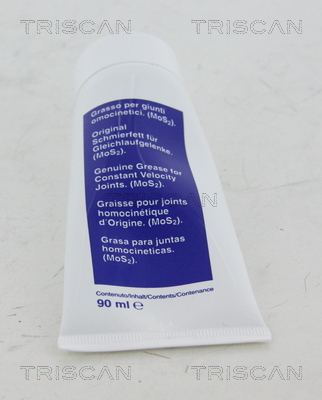 TRISCAN TRISCAN
Grasso per giunti
omocinetici. (MoS2).
Original
Schmierfett für
Gleichlaufgelenke.
(MoS2).
Genuine Grease for
Constant Velocity
Joints. (MoS2).
Graisse pour joints
homocinétique
d'Origine. (MoS2).
Grasa para juntas
homocineticas.
(MoS2).
Contenuto/Inhalt/Contents/Contenance
90 ml ℮
TRISCAN TRISCAN